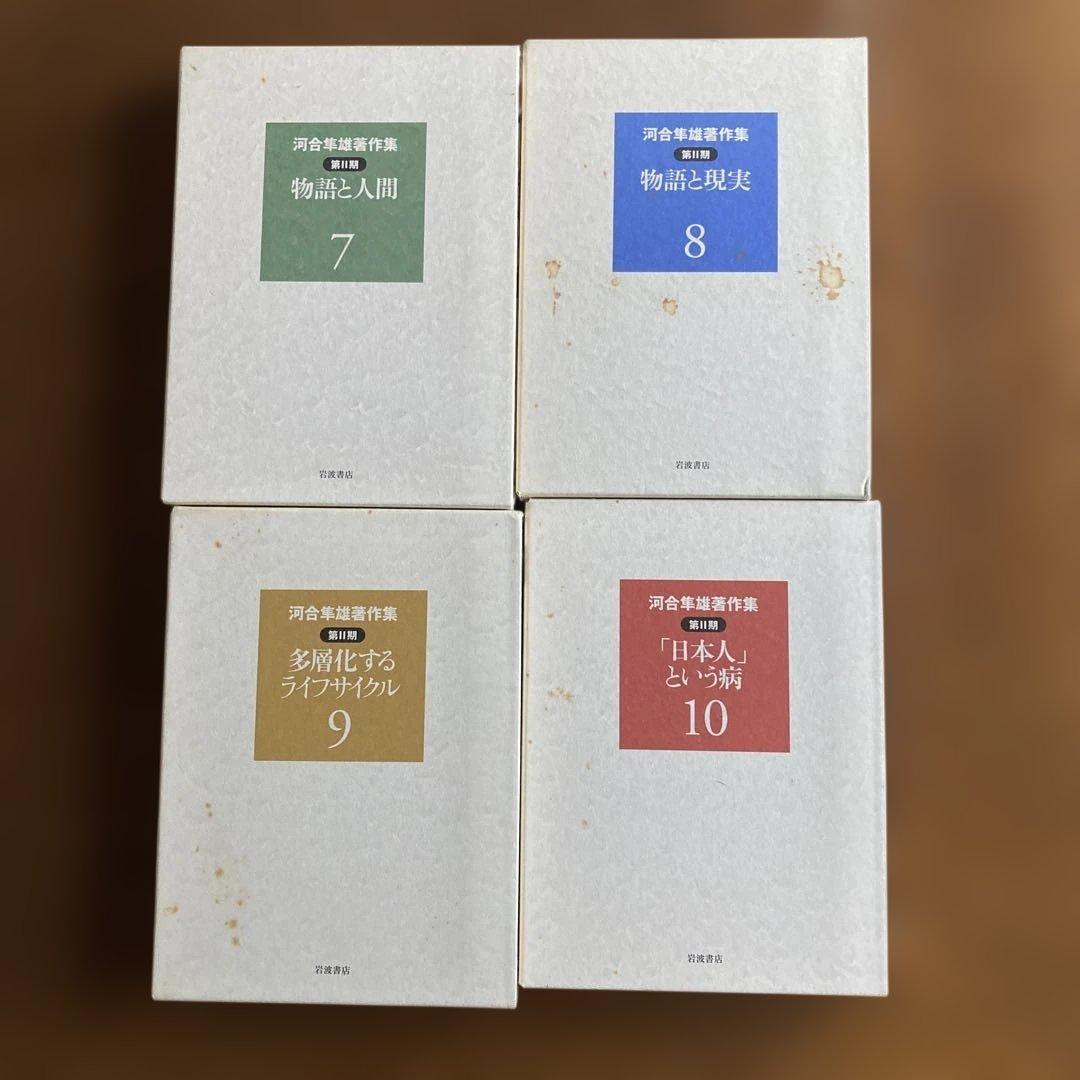 河合隼雄著作集
第II期
物語と人間
7
岩波書店
河合隼雄著作集
第II期
物語と現実
8
岩波書店
河合隼雄著作集
第II期
多層化する
ライフサイクル
9
岩波書店
河合隼雄著作集
第II期
「日本人」
という病
10
岩波書店